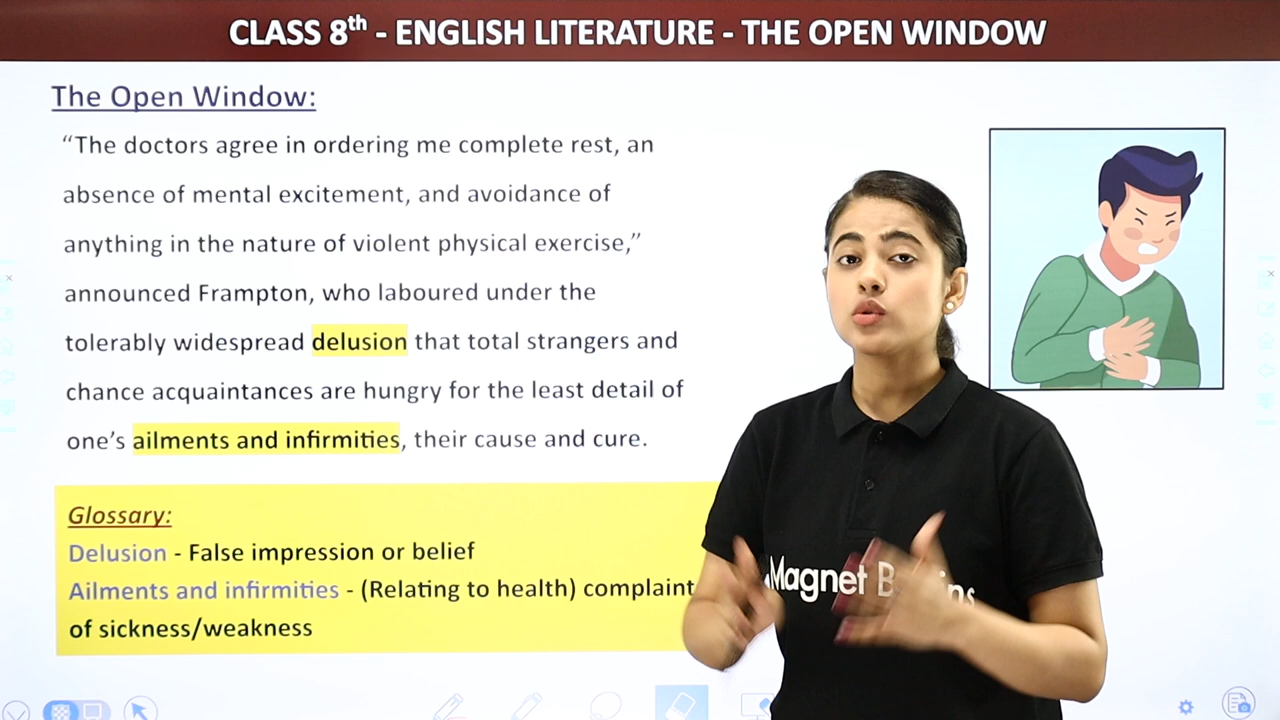 CLASS 8th - ENGLISH LITERATURE - THE OPEN WINDOW
The Open Window:
“The doctors agree in ordering me complete rest, an
absence of mental excitement, and avoidance of
anything in the nature of violent physical exercise,”
announced Frampton, who laboured under the
tolerably widespread delusion that total strangers and
chance acquaintances are hungry for the least detail of
one’s ailments and infirmities, their cause and cure.
Glossary:
Delusion - False impression or belief
Ailments and infirmities - (Relating to health) complaint
of sickness/weakness
Magnet